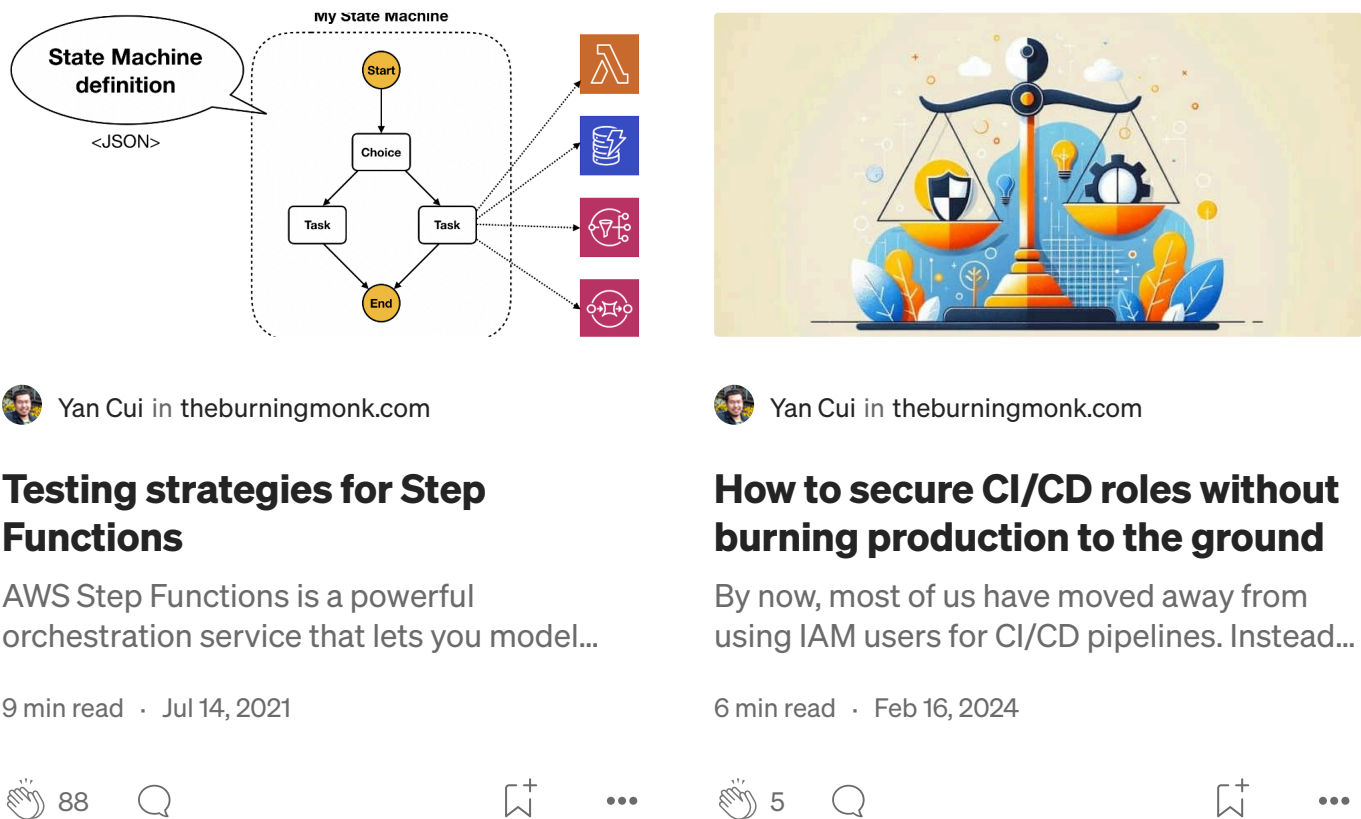 My State Machine
State Machine
definition
<JSON>
Start
Choice
Task
Task
End
Yan Cui in theburningmonk.com
Testing strategies for Step
Functions
AWS Step Functions is a powerful
orchestration service that lets you model...
9 min read · Jul 14, 2021
88
Yan Cui in theburningmonk.com
How to secure CI/CD roles without
burning production to the ground
By now, most of us have moved away from
using IAM users for CI/CD pipelines. Instead...
6 min read · Feb 16, 2024
5